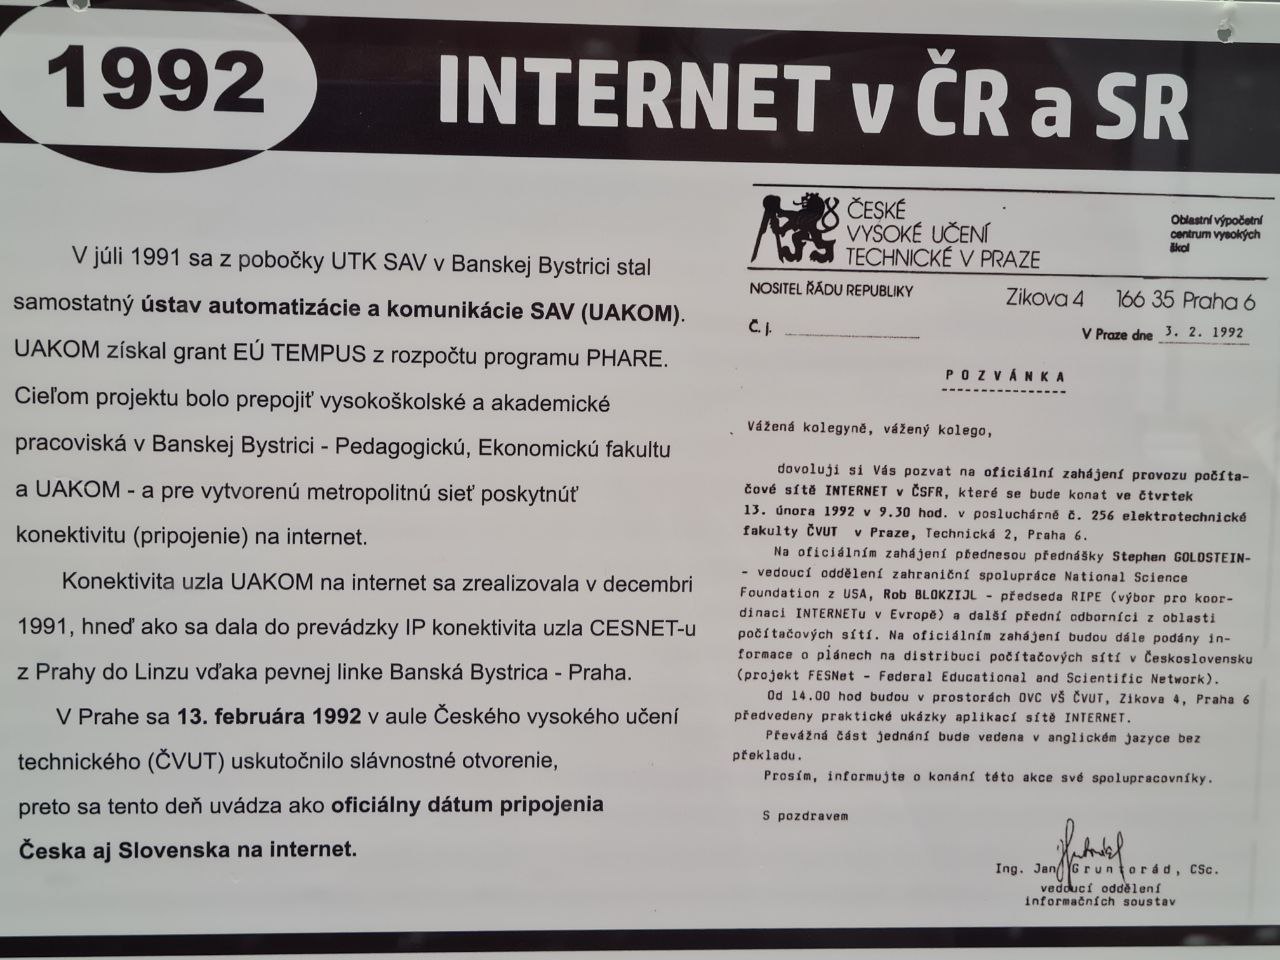 1992
INTERNET v ČR a SR
V júli 1991 sa z pobočky UTK SAV v Banskej Bystrici stal
samostatný ústav automatizácie a komunikácie SAV (UAKOM).
UAKOM získal grant EÚ TEMPUS z rozpočtu programu PHARE.
Cieľom projektu bolo prepojiť vysokoškolské a akademické
pracoviská v Banskej Bystrici - Pedagogickú, Ekonomickú fakultu
a UAKOM - a pre vytvorenú metropolitnú sieť poskytnúť
konektivitu (pripojenie) na internet.
Konektivita uzla UAKOM na internet sa zrealizovala v decembri
1991, hneď ako sa dala do prevádzky IP konektivita uzla CESNET-u
z Prahy do Linzu vďaka pevnej linke Banská Bystrica - Praha.
V Prahe sa 13. februára 1992 v aule Českého vysokého učení
technického (ČVUT) uskutočnilo slávnostné otvorenie,
preto sa tento deň uvádza ako oficiálny dátum pripojenia
Česka aj Slovenska na internet.
ČESKÉ
VYSOKÉ UČENÍ
TECHNICKÉ V PRAZE
Oblastní výpočetní
centrum vysokých
škol
NOSITEL ŘÁDU REPUBLIKY
Zikova 4 166 35 Praha 6
Č. j.
V Praze dne 3. 2. 1992
POZVÁNKA
Vážená kolegyně, vážený kolego,
dovoluji si Vás pozvat na oficiální zahájení provozu počíta-
čové sítě INTERNET v ČSFR, které se bude konat ve čtvrtek
13. února 1992 v 9.30 hod. v posluchárně č. 256 elektrotechnické
fakulty ČVUT v Praze, Technická 2, Praha 6.
Na oficiálním zahájení přednesou přednášky Stephen GOLDSTEIN-
- vedoucí oddělení zahraniční spolupráce National Science
Foundation z USA, Rob BLOKZIJL - předseda RIPE (výbor pro koor-
dinaci INTERNETu v Evropě) a další přední odborníci z oblasti
počítačových sítí. Na oficiálním zahájení budou dále podány in-
formace o plánech na distribuci počítačových sítí v Československu
(projekt FESNet - Federal Educational and Scientific Network).
Od 14.00 hod budou v prostorách OVC VŠ ČVUT, Zikova 4, Praha 6
předvedeny praktické ukázky aplikací sítě INTERNET.
Převážná část jednání bude vedena v anglickém jazyce bez
překladu.
Prosím, informujte o konání této akce své spolupracovníky.
S pozdravem
Ing. Jan Gruntorád, CSc.
vedoucí oddělení
informačních soustav